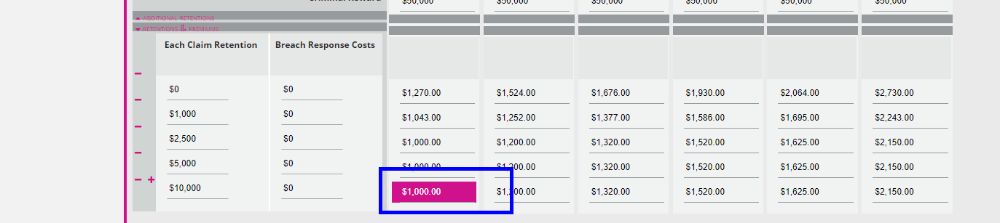 Criminal Reward $50,000 $50,000 $50,000 $50,000 $50,000 $50,000
ADDITIONAL RETENTIONS
RETENTIONS & PREMIUMS
Each Claim Retention Breach Response Costs
$0 $0 $1,270.00 $1,524.00 $1,676.00 $1,930.00 $2,064.00 $2,730.00
$1,000 $0 $1,043.00 $1,252.00 $1,377.00 $1,586.00 $1,695.00 $2,243.00
$2,500 $0 $1,000.00 $1,200.00 $1,320.00 $1,520.00 $1,625.00 $2,150.00
$5,000 $0 $1,000.00 $1,200.00 $1,320.00 $1,520.00 $1,625.00 $2,150.00
$10,000 $0 $1,000.00 $1,200.00 $1,320.00 $1,520.00 $1,625.00 $2,150.00